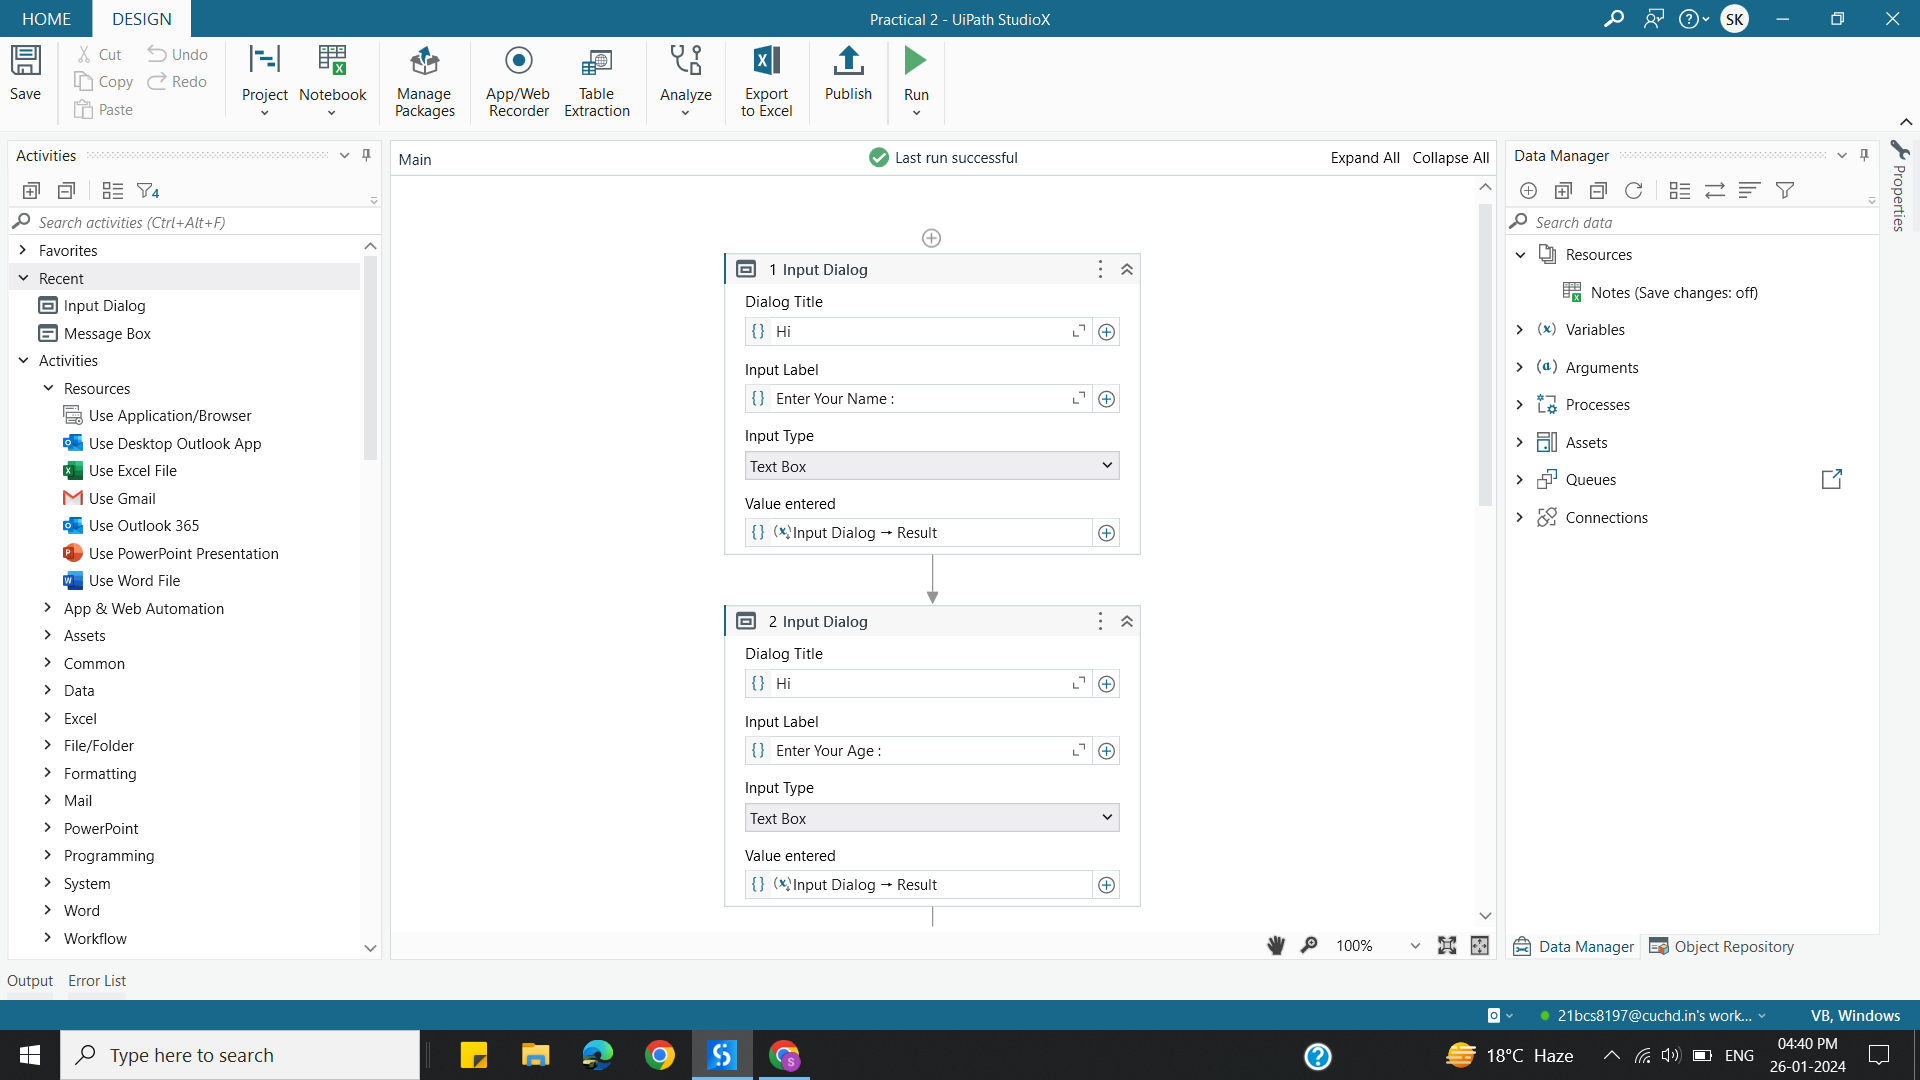 HOME DESIGN Practical 2 - UiPath StudioX SK
Save
Cut
Copy
Paste
Undo
Redo
Project
Notebook
Manage
Packages
App/Web
Recorder
Table
Extraction
Analyze
Export
to Excel
Publish
Run
Activities
4
Search activities (Ctrl+Alt+F)
Favorites
Recent
Input Dialog
Message Box
Activities
Resources
Use Application/Browser
Use Desktop Outlook App
Use Excel File
Use Gmail
Use Outlook 365
Use PowerPoint Presentation
Use Word File
App & Web Automation
Assets
Common
Data
Excel
File/Folder
Formatting
Mail
PowerPoint
Programming
System
Word
Workflow
Main
Last run successful
Expand All Collapse All
1 Input Dialog
Dialog Title
{} Hi
Input Label
{} Enter Your Name :
Input Type
Text Box
Value entered
{} (x) Input Dialog → Result
2 Input Dialog
Dialog Title
{} Hi
Input Label
{} Enter Your Age :
Input Type
Text Box
Value entered
{} (x) Input Dialog → Result
100%
Data Manager
Search data
Resources
Notes (Save changes: off)
(x) Variables
(a) Arguments
Processes
Assets
Queues
Connections
Data Manager Object Repository
Properties
Output Error List
21bcs8197@cuchd.in's work... VB, Windows
Type here to search
18°C Haze
ENG
04:40 PM
26-01-2024